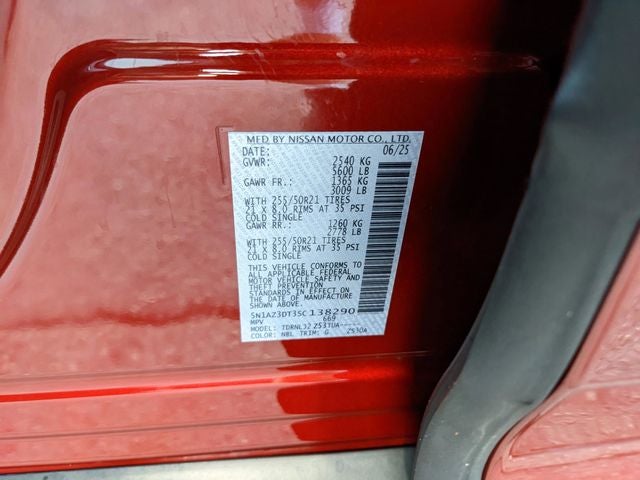 MFD BY NISSAN MOTOR CO., LTD.
DATE: 06/25
GVWR: 2540 KG
5600 LB
GAWR FR.: 1365 KG
3009 LB
WITH 255/50R21 TIRES
21 X 8.0 RIMS AT 35 PSI
COLD SINGLE
GAWR RR.: 1260 KG
2778 LB
WITH 255/50R21 TIRES
21 X 8.0 RIMS AT 35 PSI
COLD SINGLE
THIS VEHICLE CONFORMS TO
ALL APPLICABLE FEDERAL
MOTOR VEHICLE SAFETY AND
THEFT PREVENTION
STANDARDS IN EFFECT ON
THE DATE OF MANUFACTURE
SHOWN ABOVE.
5N1AZ3DT3SC138290
MPV 669
MODEL: TDRNLJ2 Z53TUA-----
COLOR: NBL TRIM: G Z53OA